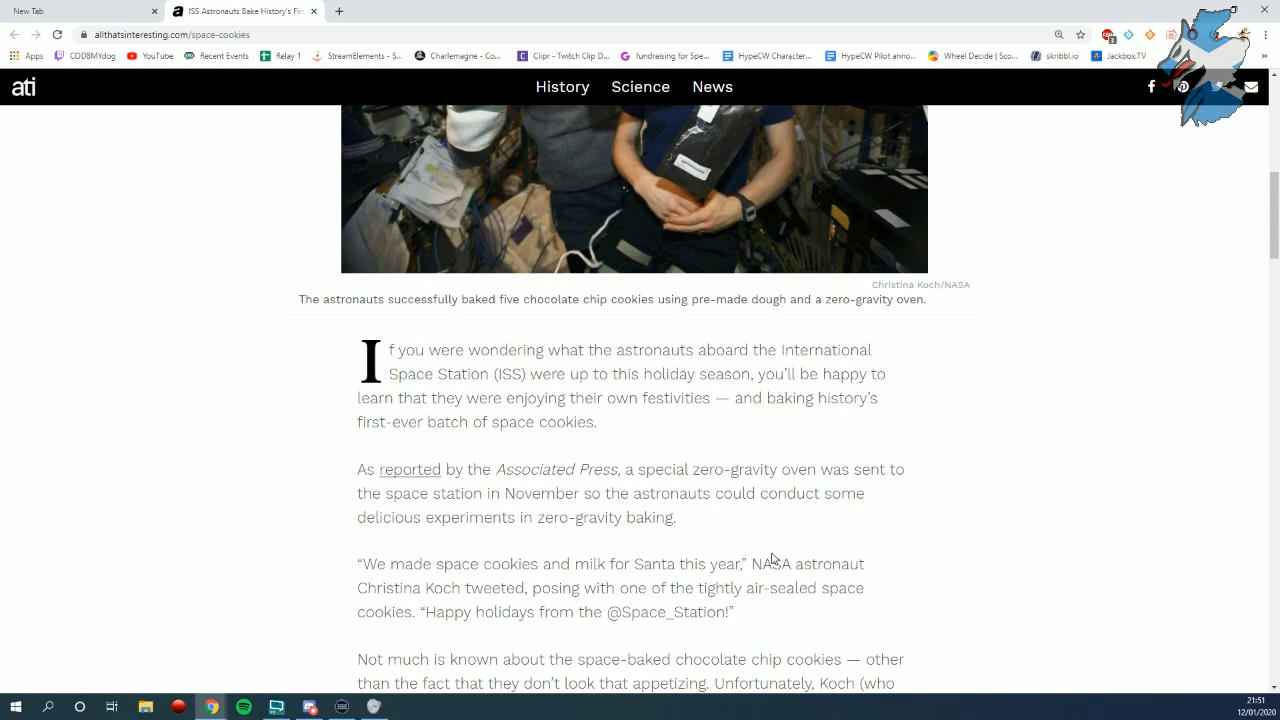 New Tab
ISS Astronauts Bake History's Fir
allthatsinteresting.com/space-cookies
Apps
COD8MYdog
YouTube
Recent Events
Relay 1
StreamElements - S...
Charlemagne - Co...
Clipr - Twitch Clip D...
fundraising for Spe...
HypeCW Character...
HypeCW Pilot anno...
Wheel Decide | Sco...
skribbl.io
Jackbox.TV
ati
History
Science
News
Christina Koch/NASA
The astronauts successfully baked five chocolate chip cookies using pre-made dough and a zero-gravity oven.
If you were wondering what the astronauts aboard the International
Space Station (ISS) were up to this holiday season, you’ll be happy to
learn that they were enjoying their own festivities — and baking history’s
first-ever batch of space cookies.
As reported by the Associated Press, a special zero-gravity oven was sent to
the space station in November so the astronauts could conduct some
delicious experiments in zero-gravity baking.
“We made space cookies and milk for Santa this year,” NASA astronaut
Christina Koch tweeted, posing with one of the tightly air-sealed space
cookies. “Happy holidays from the @Space_Station!”
Not much is known about the space-baked chocolate chip cookies — other
than the fact that they don’t look that appetizing. Unfortunately, Koch (who
21:51
12/01/2020